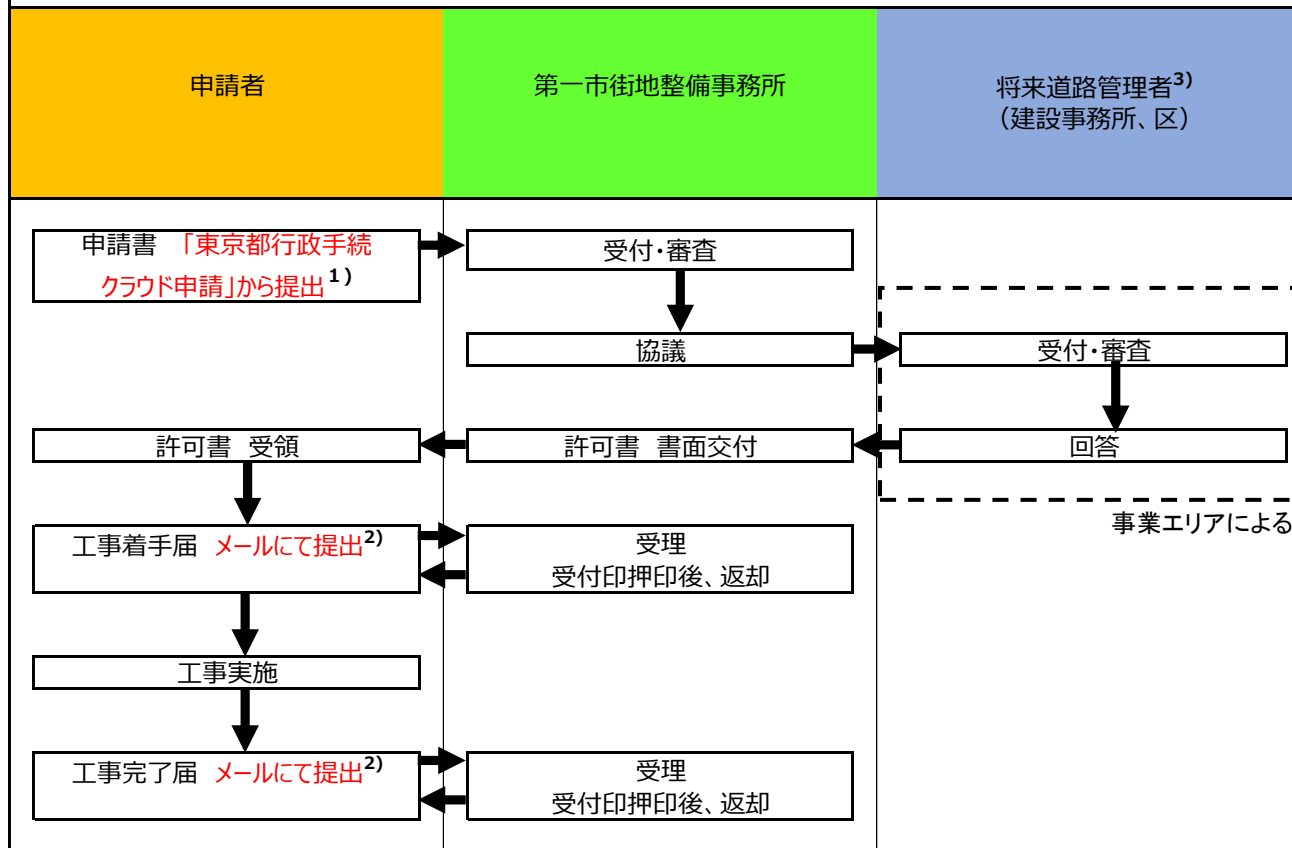 申請者
第一市街地整備事務所
将来道路管理者3)
（建設事務所、区）
申請書　「東京都行政手続
クラウド申請」から提出1)
受付・審査
協議
受付・審査
許可書　受領
許可書　書面交付
回答
事業エリアによる
工事着手届　メールにて提出2)
受理
受付印押印後、返却
工事実施
工事完了届　メールにて提出2)
受理
受付印押印後、返却